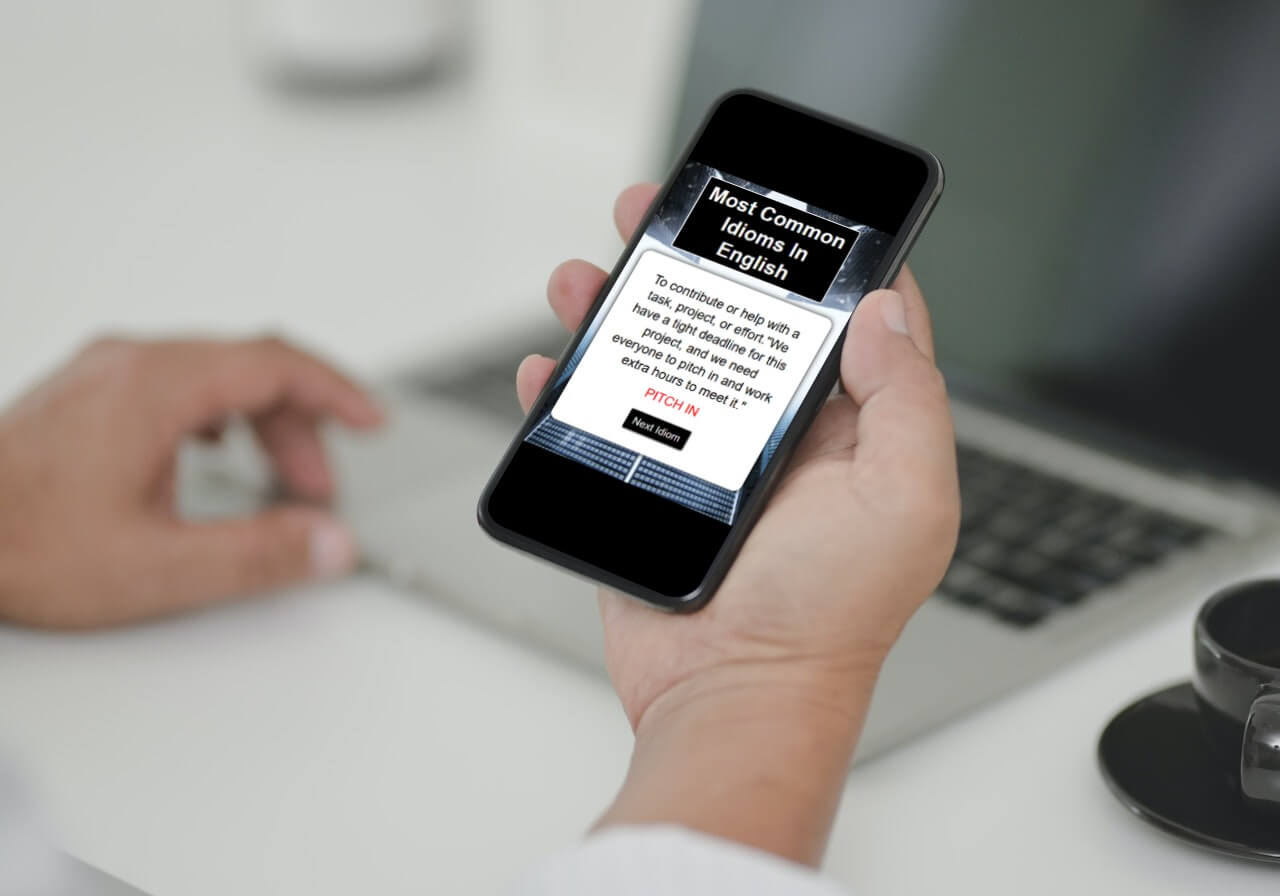 Most Common
Idioms In
English
To contribute or help with a
task, project, or effort."We
have a tight deadline for this
project, and we need
everyone to pitch in and work
extra hours to meet it."
PITCH IN
Next Idiom